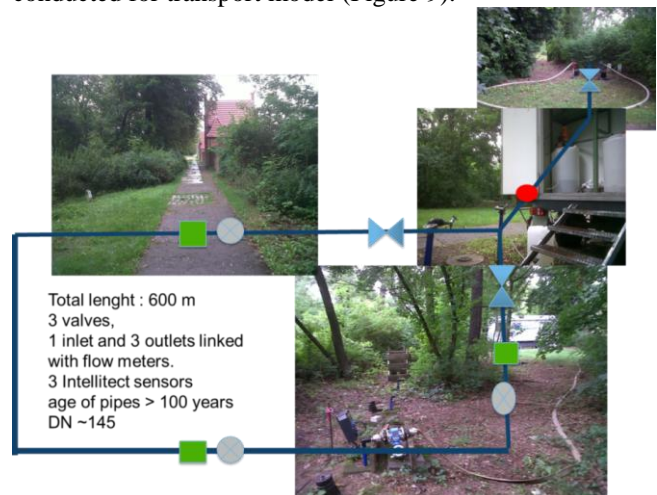 conducted for transport model (Figure 9).
Total lenght : 600 m
3 valves,
1 inlet and 3 outlets linked
with flow meters.
3 Intellitect sensors
age of pipes > 100 years
DN ~145